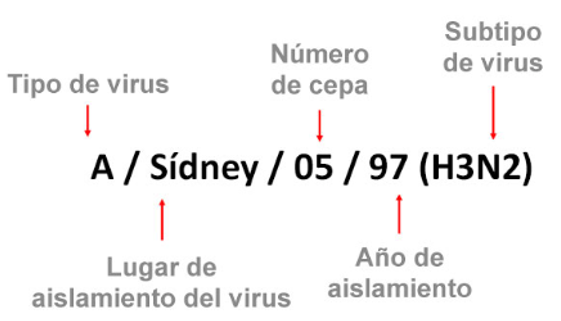 Tipo de virus
Número
de cepa
Subtipo
de virus
A / Sídney / 05 / 97 (H3N2)
Lugar de
aislamiento del virus
Año de
aislamiento